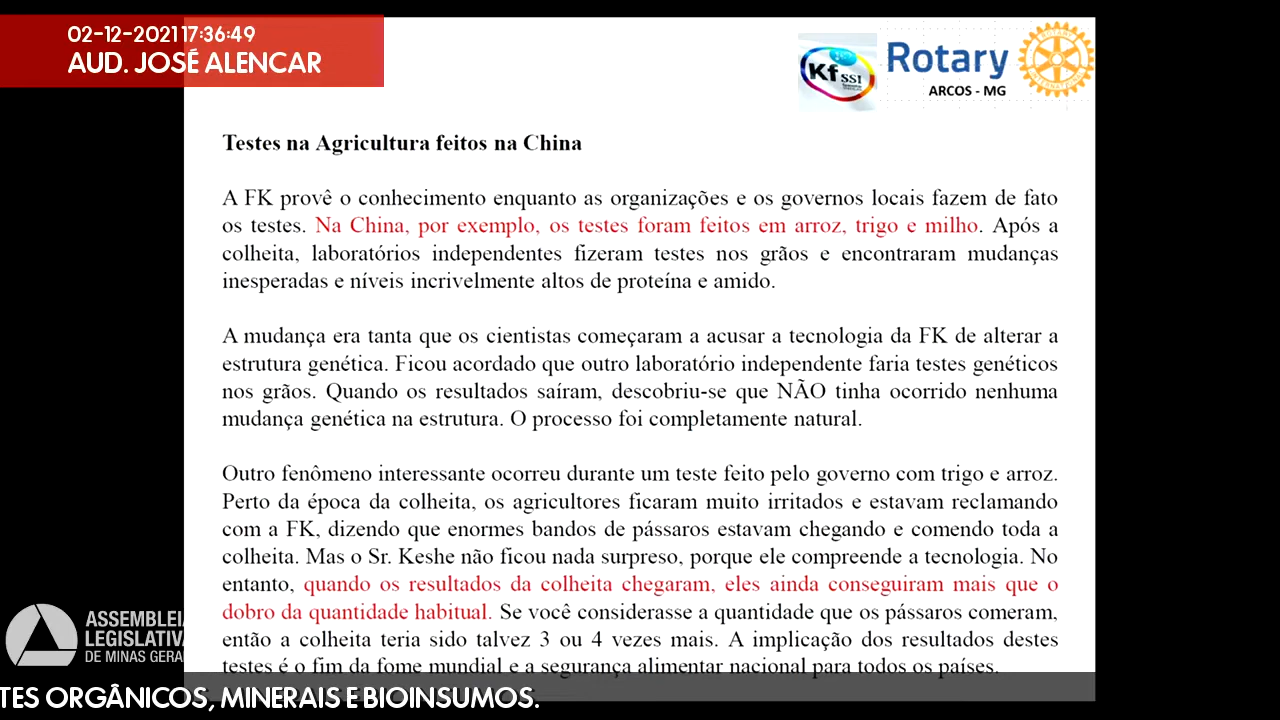 02-12-2021 17:36:49
AUD. JOSÉ ALENCAR
Kf SSI
Rotary
ARCOS - MG
Testes na Agricultura feitos na China
A FK provê o conhecimento enquanto as organizações e os governos locais fazem de fato
os testes. Na China, por exemplo, os testes foram feitos em arroz, trigo e milho. Após a
colheita, laboratórios independentes fizeram testes nos grãos e encontraram mudanças
inesperadas e níveis incrivelmente altos de proteína e amido.
A mudança era tanta que os cientistas começaram a acusar a tecnologia da FK de alterar a
estrutura genética. Ficou acordado que outro laboratório independente faria testes genéticos
nos grãos. Quando os resultados saíram, descobriu-se que NÃO tinha ocorrido nenhuma
mudança genética na estrutura. O processo foi completamente natural.
Outro fenômeno interessante ocorreu durante um teste feito pelo governo com trigo e arroz.
Perto da época da colheita, os agricultores ficaram muito irritados e estavam reclamando
com a FK, dizendo que enormes bandos de pássaros estavam chegando e comendo toda a
colheita. Mas o Sr. Keshe não ficou nada surpreso, porque ele compreende a tecnologia. No
entanto, quando os resultados da colheita chegaram, eles ainda conseguiram mais que o
dobro da quantidade habitual. Se você considerasse a quantidade que os pássaros comeram,
então a colheita teria sido talvez 3 ou 4 vezes mais. A implicação dos resultados destes
testes é o fim da fome mundial e a segurança alimentar nacional para todos os países.
ASSEMBLEIA
LEGISLATIVA
DE MINAS GERAI
TES ORGÂNICOS, MINERAIS E BIOINSUMOS.